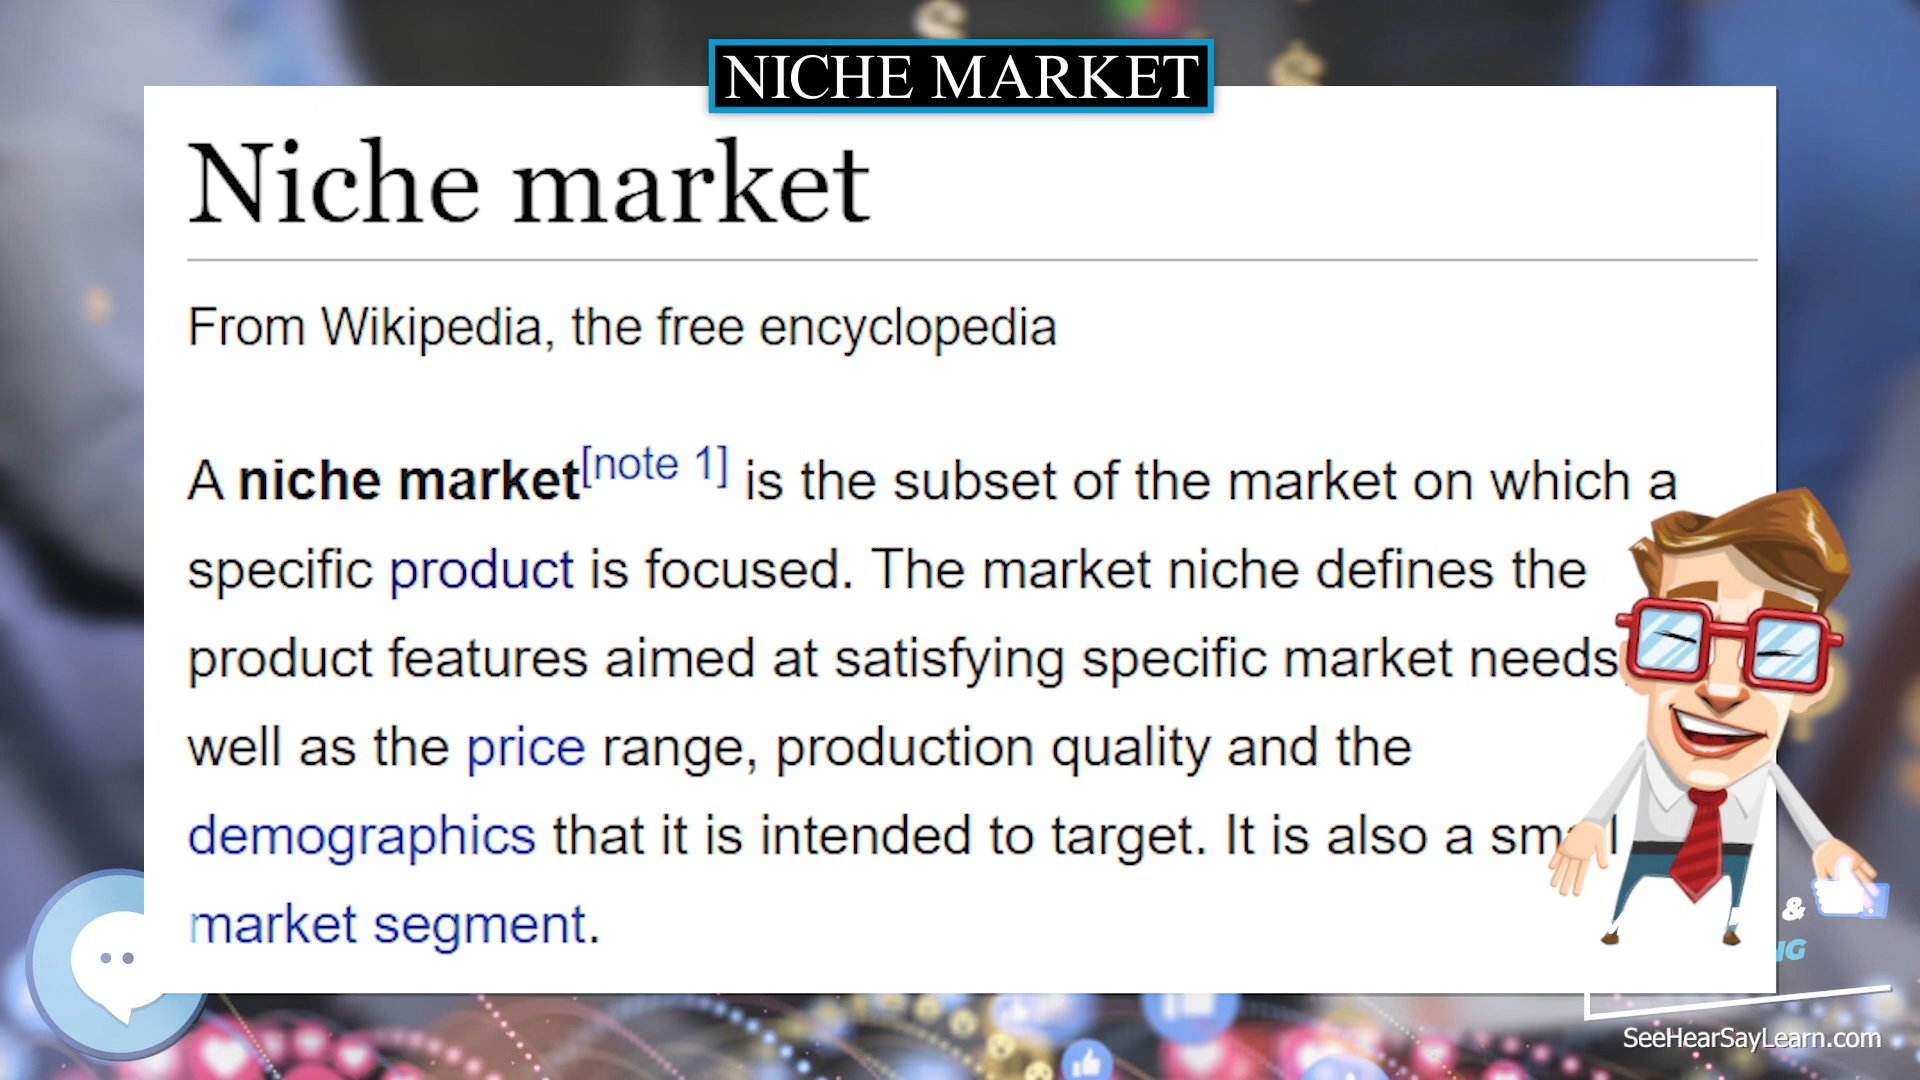 NICHE MARKET
Niche market
From Wikipedia, the free encyclopedia
A niche market[note 1] is the subset of the market on which a
specific product is focused. The market niche defines the
product features aimed at satisfying specific market needs,
well as the price range, production quality and the
demographics that it is intended to target. It is also a
market segment.
&
SeeHearSayLearn.com